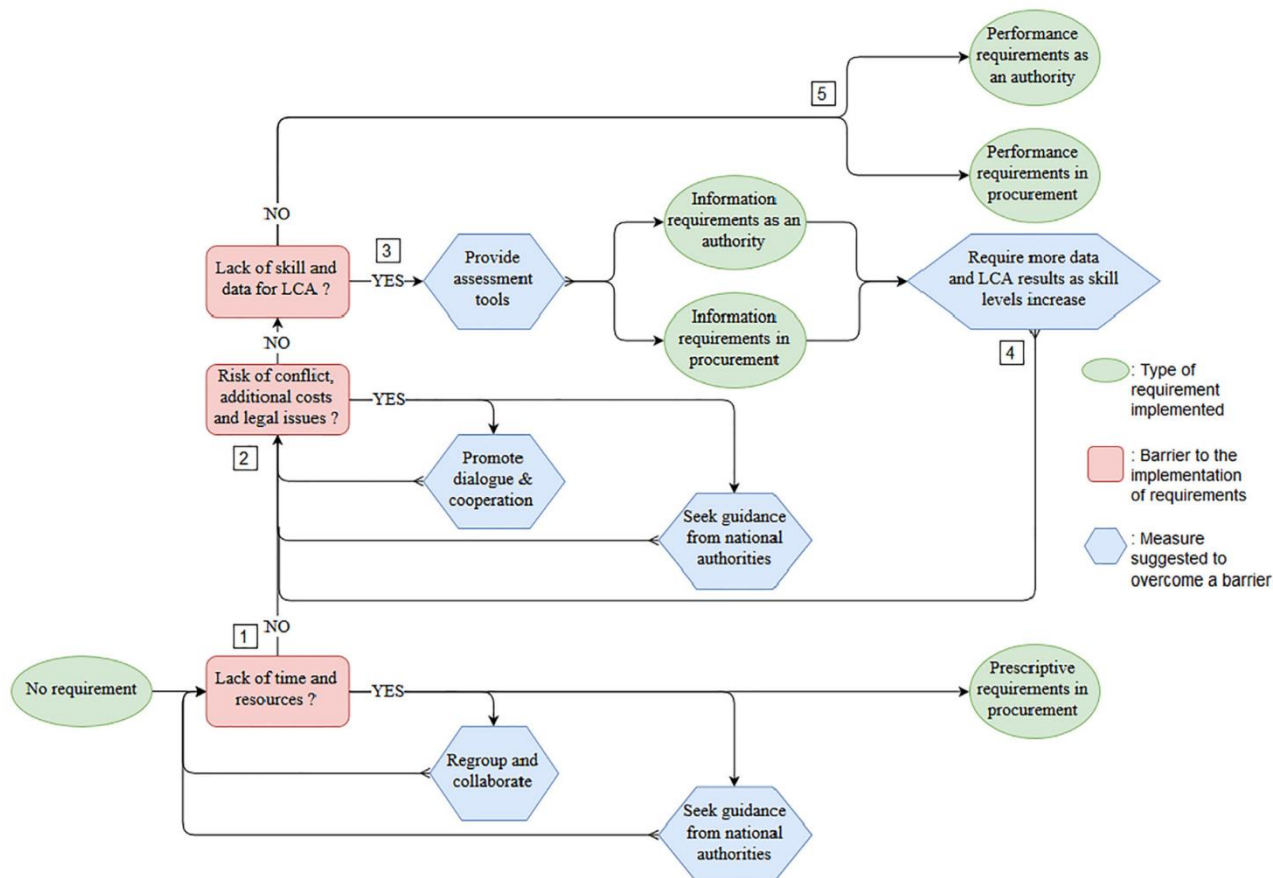 Performance
requirements as
an authority
5
Performance
requirements in
procurement
NO
Information
requirements as an
authority
3
Lack of skill and
data for LCA ?
YES
Provide
assessment
tools
Require more data
and LCA results as skill
levels increase
Information
requirements in
procurement
4
NO
Risk of conflict,
additional costs
and legal issues ?
YES
: Type of
requirement
implemented
2
Promote
dialogue &
cooperation
: Barrier to the
implementation
of requirements
Seek guidance
from national
authorities
: Measure
suggested to
overcome a barrier
1
NO
No requirement
Lack of time and
resources ?
YES
Prescriptive
requirements in
procurement
Regroup and
collaborate
Seek guidance
from national
authorities